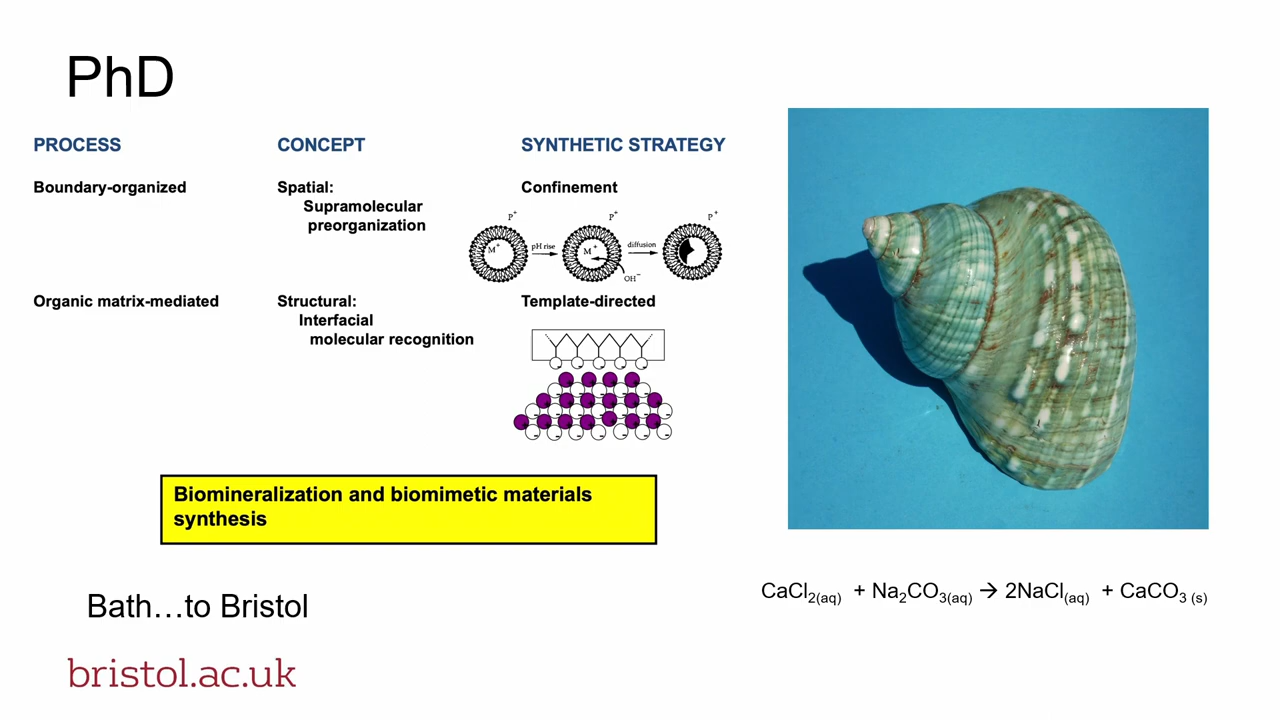 PhD
PROCESS
CONCEPT
SYNTHETIC STRATEGY
Boundary-organized
Spatial:
Supramolecular
preorganization
Confinement
P⁺
M⁺
pH rise
P⁺
M⁺
OH⁻
diffusion
P⁺
Organic matrix-mediated
Structural:
Interfacial
molecular recognition
Template-directed
Biomineralization and biomimetic materials
synthesis
CaCl₂(aq) + Na₂CO₃(aq) → 2NaCl(aq) + CaCO₃ (s)
Bath…to Bristol
bristol.ac.uk